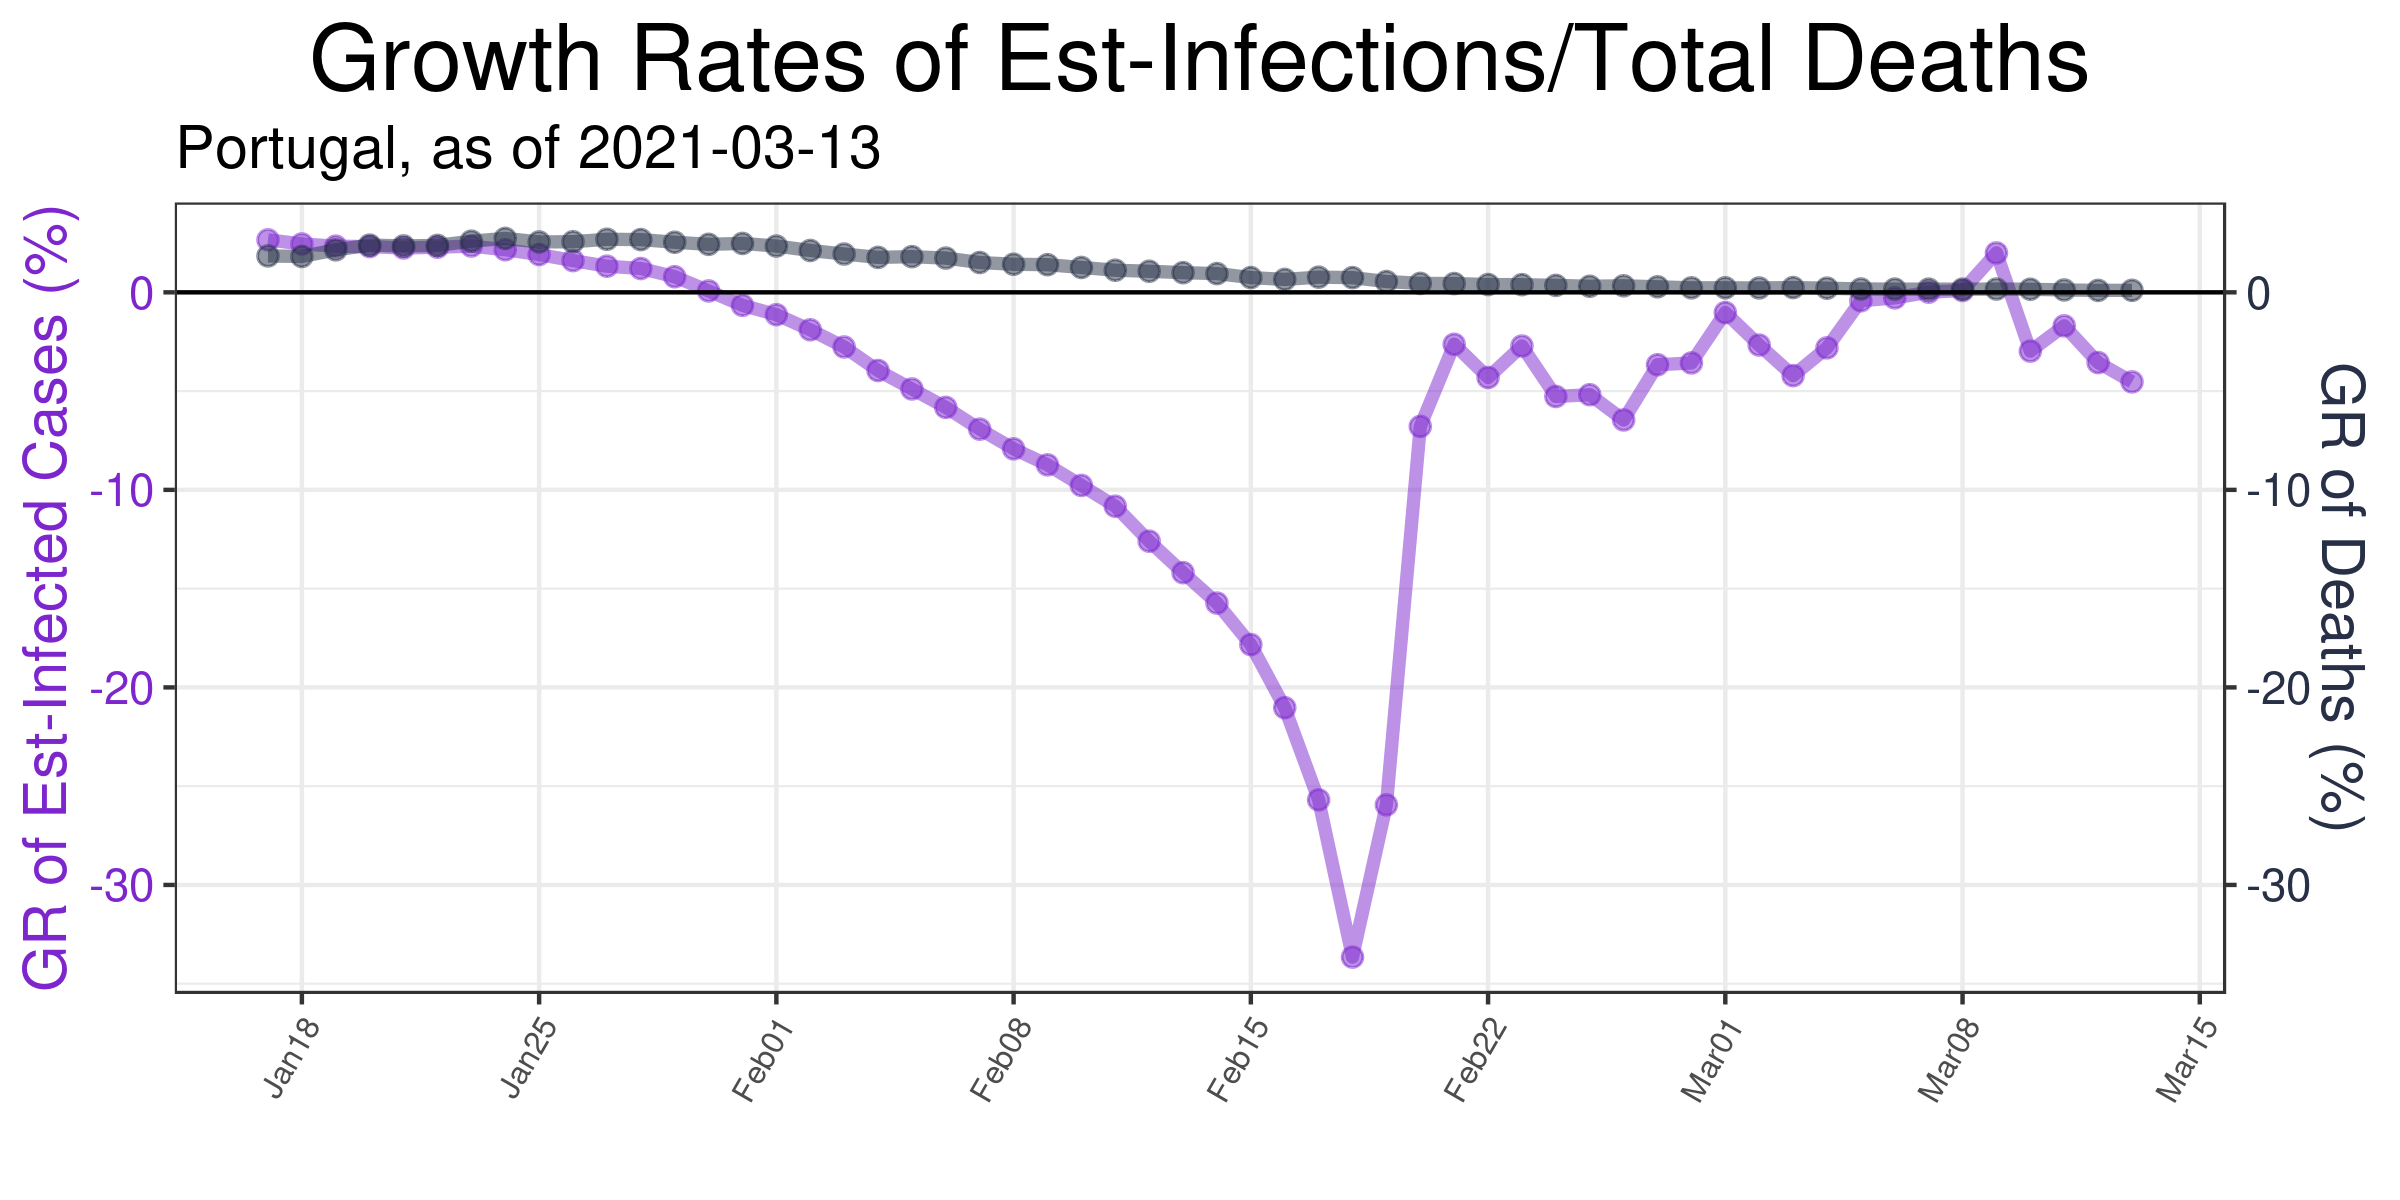 Growth Rates of Est-Infections/Total Deaths
Portugal, as of 2021-03-13
GR of Est-Infected Cases (%)
0
-10
-20
-30
0
-10
-20
-30
GR of Deaths (%)
Jan18
Jan25
Feb01
Feb08
Feb15
Feb22
Mar01
Mar08
Mar15